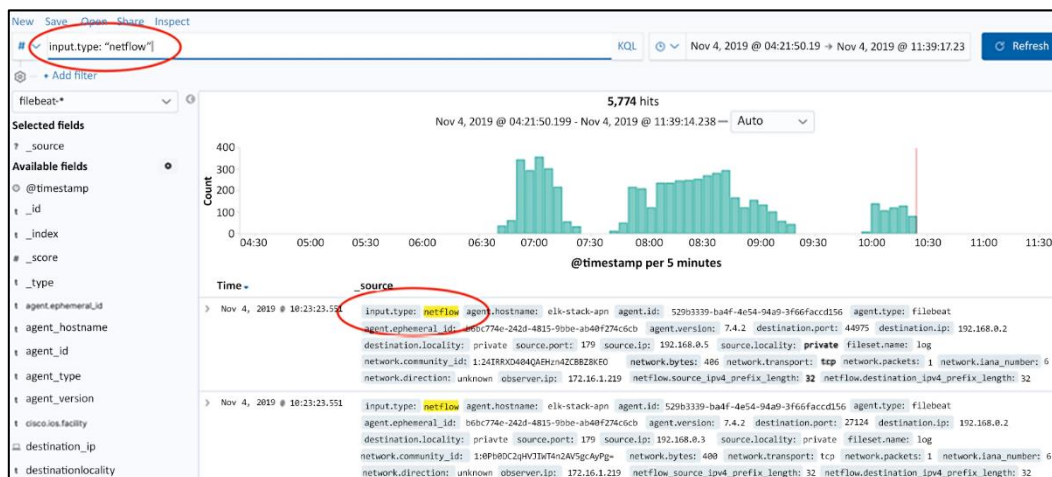 New Save Open Share Inspect
input.type: “netflow” KQL Nov 4, 2019 @ 04:21:50.19 → Nov 4, 2019 @ 11:39:17.23 Refresh
+ Add filter
filebeat-*
Selected fields
? _source
Available fields
@timestamp
t _id
t _index
# _score
t _type
t agent.ephemeral_id
t agent_hostname
t agent_id
t agent_type
t agent_version
t cisco.ios.facility
destination_ip
t destinationlocality
5,774 hits
Nov 4, 2019 @ 04:21:50.199 - Nov 4, 2019 @ 11:39:14.238 — Auto
Count
400
300
200
100
0
04:30 05:00 05:30 06:00 06:30 07:00 07:30 08:00 08:30 09:00 09:30 10:00 10:30 11:00 11:30
@timestamp per 5 minutes
Time _source
> Nov 4, 2019 @ 10:23:23.551 input.type: netflow agent.hostname: elk-stack-apn agent.id: 529b3339-ba4f-4e54-94a9-3f66faccd156 agent.type: filebeat
agent.ephemeral_id: b6bc774e-242d-4815-9bbe-ab40f274c6cb agent.version: 7.4.2 destination.port: 44975 destination.ip: 192.168.0.2
destination.locality: private source.port: 179 source.ip: 192.168.0.5 source.locality: private fileset.name: log
network.community_id: 1:24IRRXD404QAEHzn4ZCBBZ8KEO network.bytes: 406 network.transport: tcp network.packets: 1 network.iana_number: 6
network.direction: unknown observer.ip: 172.16.1.219 netflow.source_ipv4_prefix_length: 32 netflow.destination_ipv4_prefix_length: 32
> Nov 4, 2019 @ 10:23:23.551 input.type: netflow agent.hostname: elk-stack-apn agent.id: 529b3339-ba4f-4e54-94a9-3f66faccd156 agent.type: filebeat
agent.ephemeral_id: b6bc774e-242d-4815-9bbe-ab40f274c6cb agent.version: 7.4.2 destination.port: 27124 destination.ip: 192.168.0.2
destination.locality: priavte source.port: 179 source.ip: 192.168.0.3 source.locality: private fileset.name: log
network.community_id: 1:0Pb0DC2qHVJIWT4n2AV5gcAyPg= network.bytes: 400 network.transport: tcp network.packets: 1 network.iana_number: 6
network.direction: unknown observer.ip: 172.16.1.219 netflow_source_ipv4_prefix_length: 32 netflow.destination_ipv4_prefix_length: 32